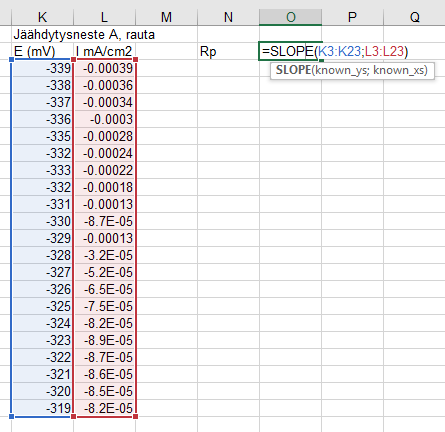 K L M N O P Q
Jäähdytysneste A, rauta
E (mV) I mA/cm2 Rp =SLOPE(K3:K23;L3:L23)
-339 -0.00039 SLOPE(known_ys; known_xs)
-338 -0.00036
-337 -0.00034
-336 -0.0003
-335 -0.00028
-332 -0.00024
-333 -0.00022
-332 -0.00018
-331 -0.00013
-330 -8.7E-05
-329 -0.00013
-328 -3.2E-05
-327 -5.2E-05
-326 -6.5E-05
-325 -7.5E-05
-324 -8.2E-05
-323 -8.9E-05
-322 -8.7E-05
-321 -8.6E-05
-320 -8.5E-05
-319 -8.2E-05